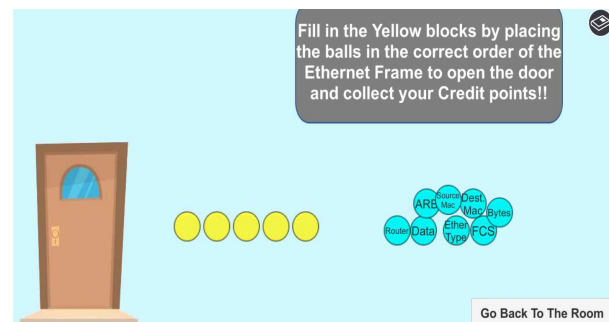 Fill in the Yellow blocks by placing
the balls in the correct order of the
Ethernet Frame to open the door
and collect your Credit points!!
ARE
Source
Mac
Dest
Mac
Bytes
Router
Data
Ether
Type
FCS
Go Back To The Room